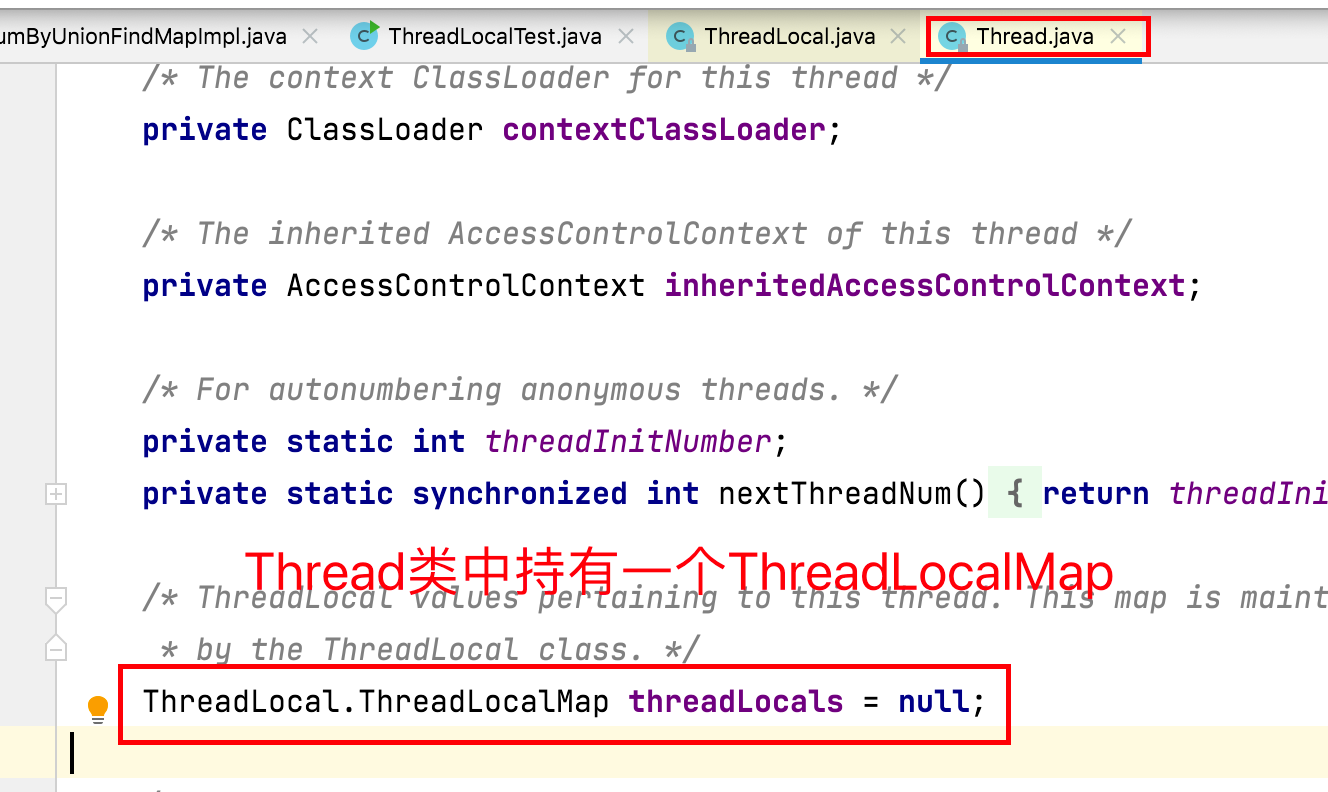 umByUnionFindMapImpl.java ThreadLocalTest.java ThreadLocal.java Thread.java
/* The context ClassLoader for this thread */
private ClassLoader contextClassLoader;
/* The inherited AccessControlContext of this thread */
private AccessControlContext inheritedAccessControlContext;
/* For autonumbering anonymous threads. */
private static int threadInitNumber;
private static synchronized int nextThreadNum() { return threadIni
Thread类中持有一个ThreadLocalMap
/* ThreadLocal values pertaining to this thread. This map is maint
* by the ThreadLocal class. */
ThreadLocal.ThreadLocalMap threadLocals = null;